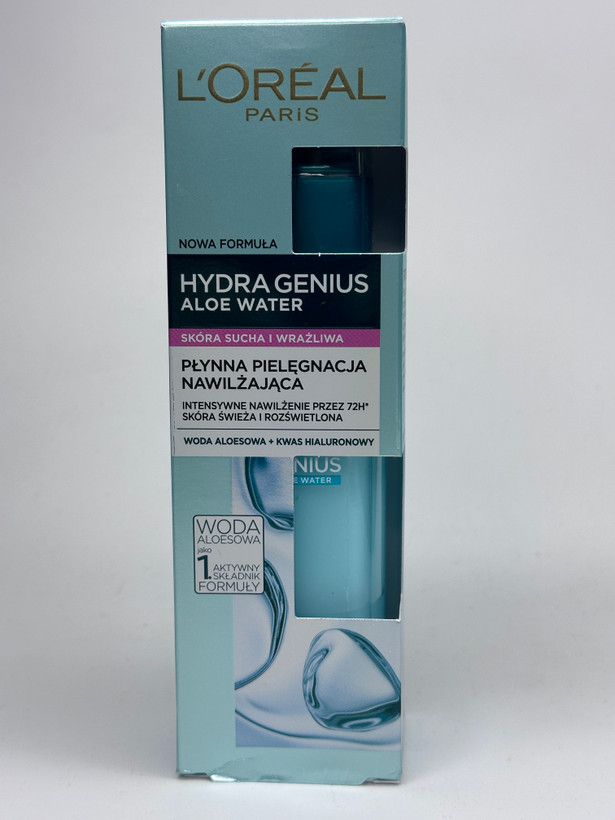 L'ORÉAL
PARiS
NOWA FORMUŁA
HYDRA GENIUS
ALOE WATER
SKÓRA SUCHA I WRAŻLIWA
PŁYNNA PIELĘGNACJA
NAWILŻAJĄCA
INTENSYWNE NAWILŻENIE PRZEZ 72H*
SKÓRA ŚWIEŻA I ROZŚWIETLONA
WODA ALOESOWA + KWAS HIALURONOWY
NIUS
E WATER
WODA
ALOESOWA
jako
1. AKTYWNY
SKŁADNIK
FORMUŁY